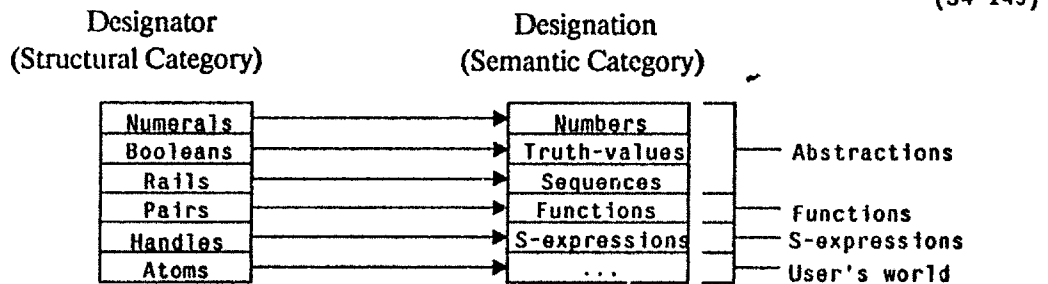 Designator Designation
(Structural Category) (Semantic Category)
Numerals Numbers
Booleans Truth-values Abstractions
Rails Sequences
Pairs Functions Functions
Handles S-expressions S-expressions
Atoms ... User's world